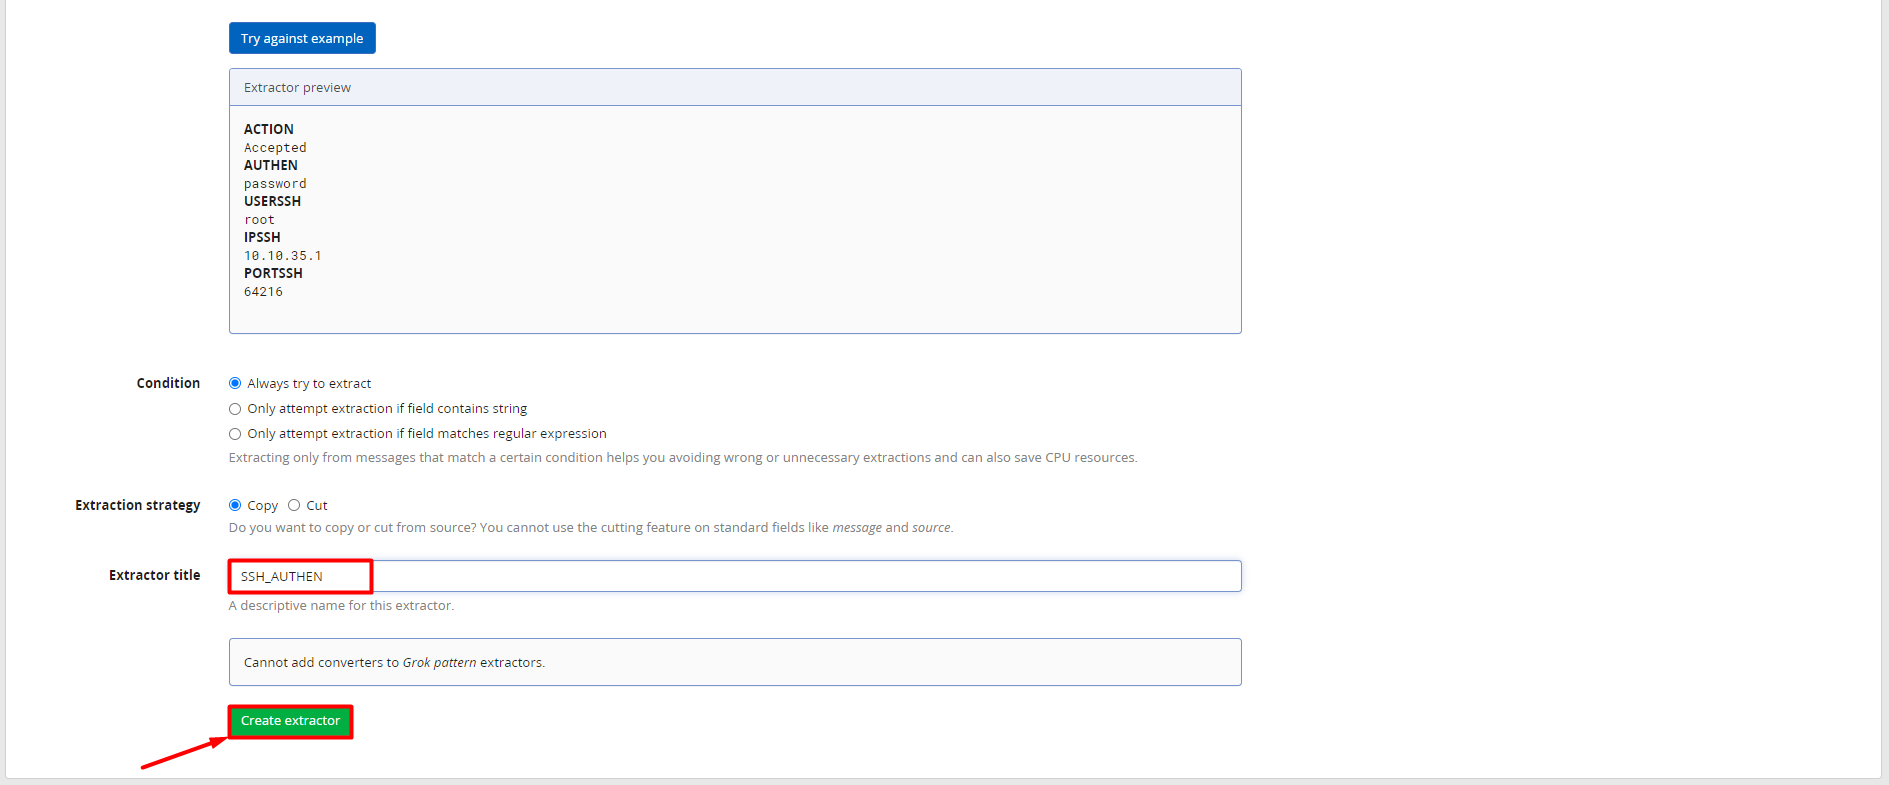 Try against example
Extractor preview
ACTION
Accepted
AUTHEN
password
USERSSH
root
IPSSH
10.10.35.1
PORTSSH
64216
Condition
Always try to extract
Only attempt extraction if field contains string
Only attempt extraction if field matches regular expression
Extracting only from messages that match a certain condition helps you avoiding wrong or unnecessary extractions and can also save CPU resources.
Extraction strategy
Copy Cut
Do you want to copy or cut from source? You cannot use the cutting feature on standard fields like message and source.
Extractor title
SSH_AUTHEN
A descriptive name for this extractor.
Cannot add converters to Grok pattern extractors.
Create extractor